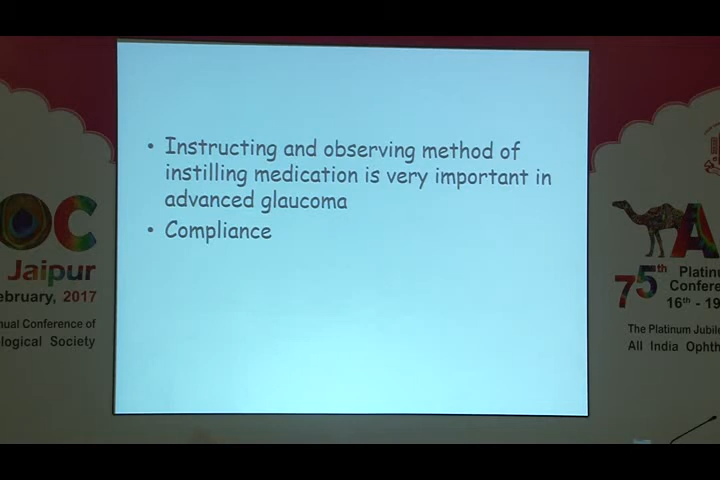 • Instructing and observing method of
instilling medication is very important in
advanced glaucoma
• Compliance
OC
Jaipur
ebruary, 2017
nual Conference of
logical Society
A
75th Platinu
Confere
16th - 19
The Platinum Jubile
All India Ophth